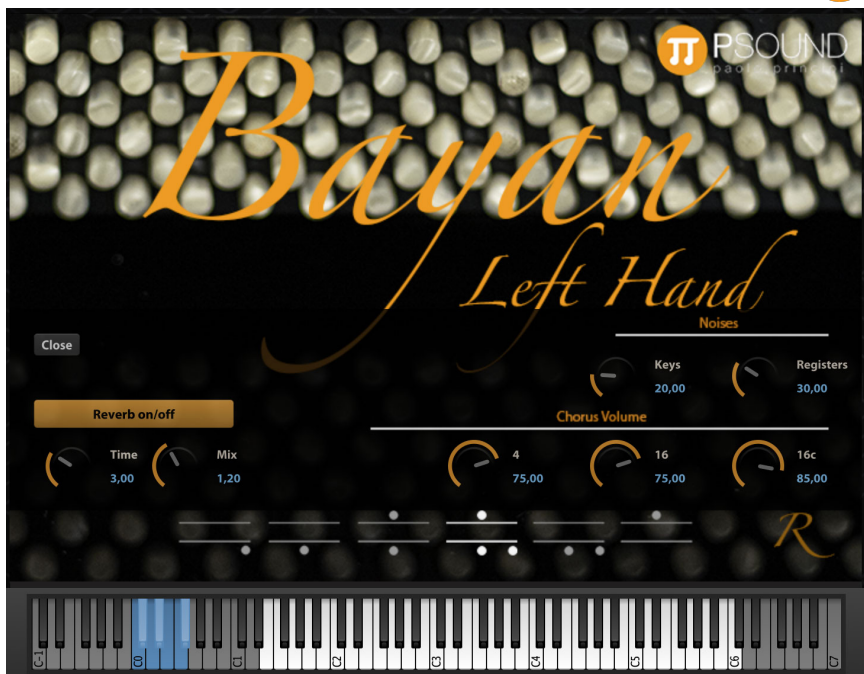 π PSOUND
paolo principi
Bayan
Left Hand
Noises
Close
Keys
20,00
Registers
30,00
Reverb on/off
Chorus Volume
Time
3,00
Mix
1,20
4
75,00
16
75,00
16c
85,00
R
C-1
C0
C1
C2
C3
C4
C5
C6
C7